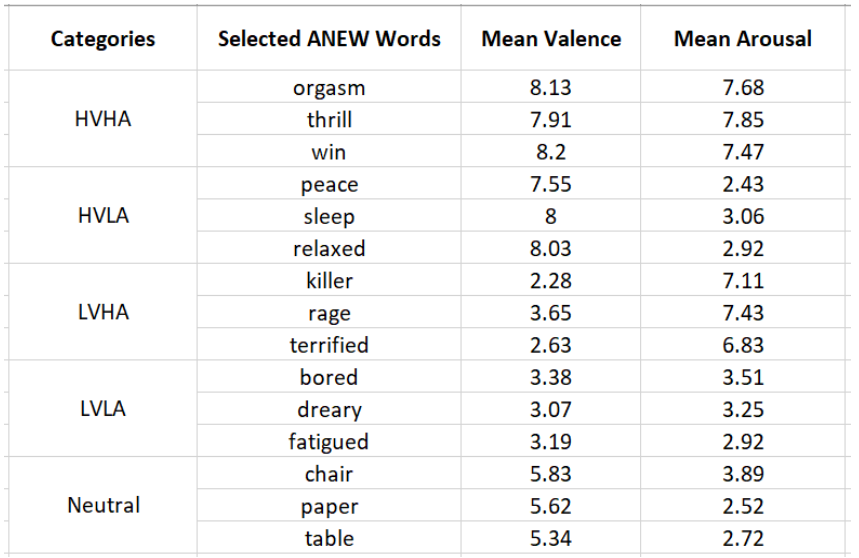 Categories Selected ANEW Words Mean Valence Mean Arousal
orgasm 8.13 7.68
HVHA thrill 7.91 7.85
win 8.2 7.47
peace 7.55 2.43
HVLA sleep 8 3.06
relaxed 8.03 2.92
killer 2.28 7.11
LVHA rage 3.65 7.43
terrified 2.63 6.83
bored 3.38 3.51
LVLA dreary 3.07 3.25
fatigued 3.19 2.92
chair 5.83 3.89
Neutral paper 5.62 2.52
table 5.34 2.72